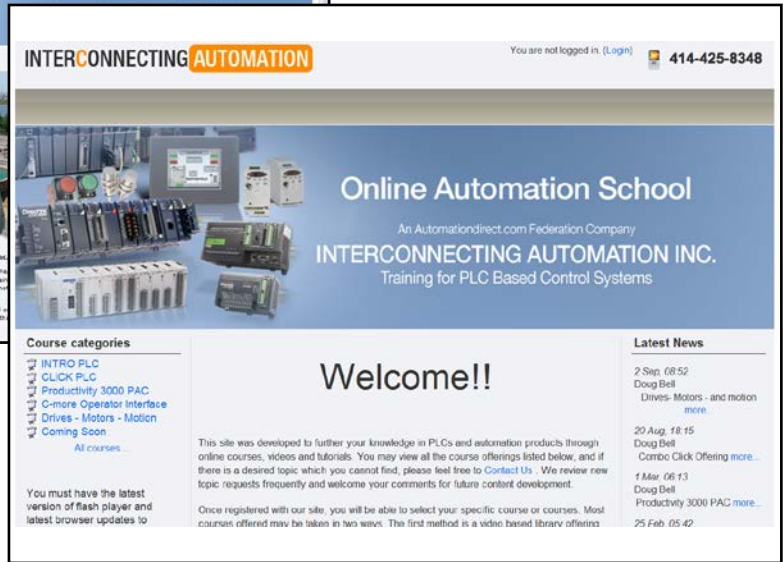 INTERCONNECTING AUTOMATION
You are not logged in. (Login)
414-425-8348
Online Automation School
An Automationdirect.com Federation Company
INTERCONNECTING AUTOMATION INC.
Training for PLC Based Control Systems
Course categories
INTRO PLC
CLICK PLC
Productivity 3000 PAC
C-more Operator Interface
Drives - Motors - Motion
Coming Soon
All courses ...
You must have the latest
version of flash player and
latest browser updates to
Welcome!!
This site was developed to further your knowledge in PLCs and automation products through
online courses, videos and tutorials. You may view all the course offerings listed below, and if
there is a desired topic which you cannot find, please feel free to Contact Us . We review new
topic requests frequently and welcome your comments for future content development.
Once registered with our site, you will be able to select your specific course or courses. Most
courses offered may be taken in two ways. The first method is a video based library offering
Latest News
2 Sep, 08:52
Doug Bell
Drives- Motors - and motion
more...
20 Aug, 18:15
Doug Bell
Combo Click Offering more...
1 Mar, 06:13
Doug Bell
Productivity 3000 PAC more...
25 Feb, 05:42